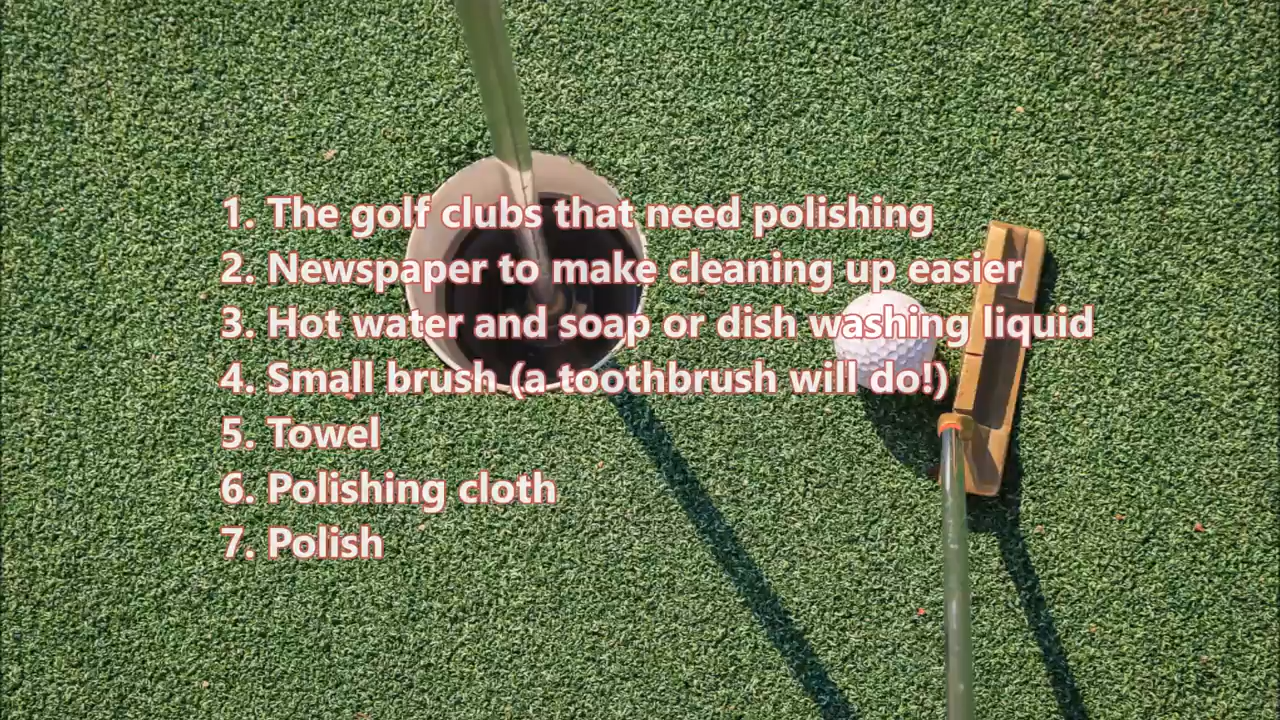 1. The golf clubs that need polishing
2. Newspaper to make cleaning up easier
3. Hot water and soap or dish washing liquid
4. Small brush (a toothbrush will do!)
5. Towel
6. Polishing cloth
7. Polish